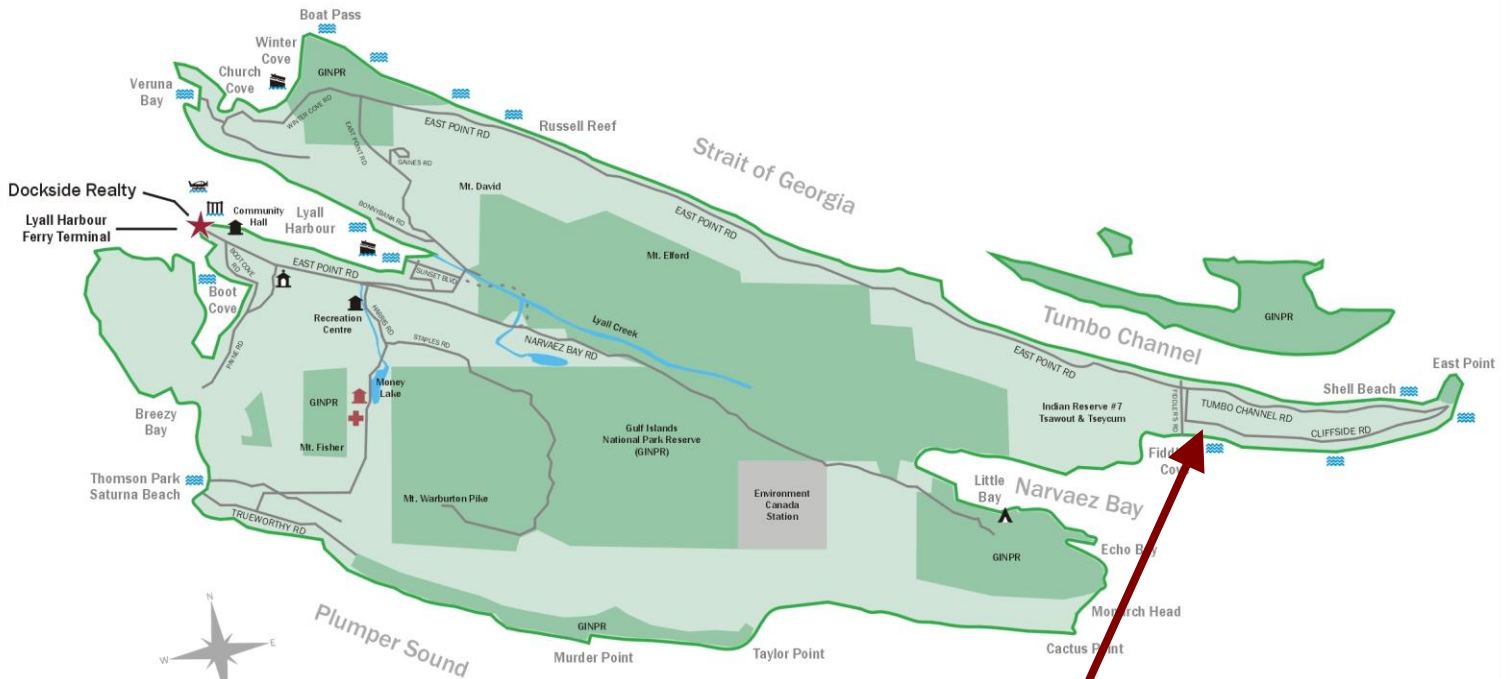 Boat Pass
Winter
Cove
Church
Cove
GINPR
Veruna
Bay
WINTER COVE RD
EAST POINT RD
EAST POINT RD
Russell Reef
GAINES RD
Strait of Georgia
Mt. David
Dockside Realty
Lyall Harbour
Ferry Terminal
Community
Hall
Lyall
Harbour
BONNYBANK RD
EAST POINT RD
Mt. Elford
BOOT COVE
RD
EAST POINT RD
SUNSET BLVD
Boot
Cove
Recreation
Centre
HARRIS RD
STAPLES RD
NARVAEZ BAY RD
Lyall Creek
Tumbo Channel
GINPR
EAST POINT RD
East Point
Shell Beach
PAYNE RD
Money
Lake
GINPR
Mt. Fisher
Breezy
Bay
Indian Reserve #7
Tsawout & Tseycum
FIDDLER'S RD
TUMBO CHANNEL RD
CLIFFSIDE RD
Gulf Islands
National Park Reserve
(GINPR)
Thomson Park
Saturna Beach
Mt. Warburton Pike
Environment
Canada
Station
Little
Bay
Narvaez Bay
TRUEWORTHY RD
GINPR
Echo Bay
Monarch Head
Plumper Sound
GINPR
Murder Point
Taylor Point
Cactus Point
N
W
E